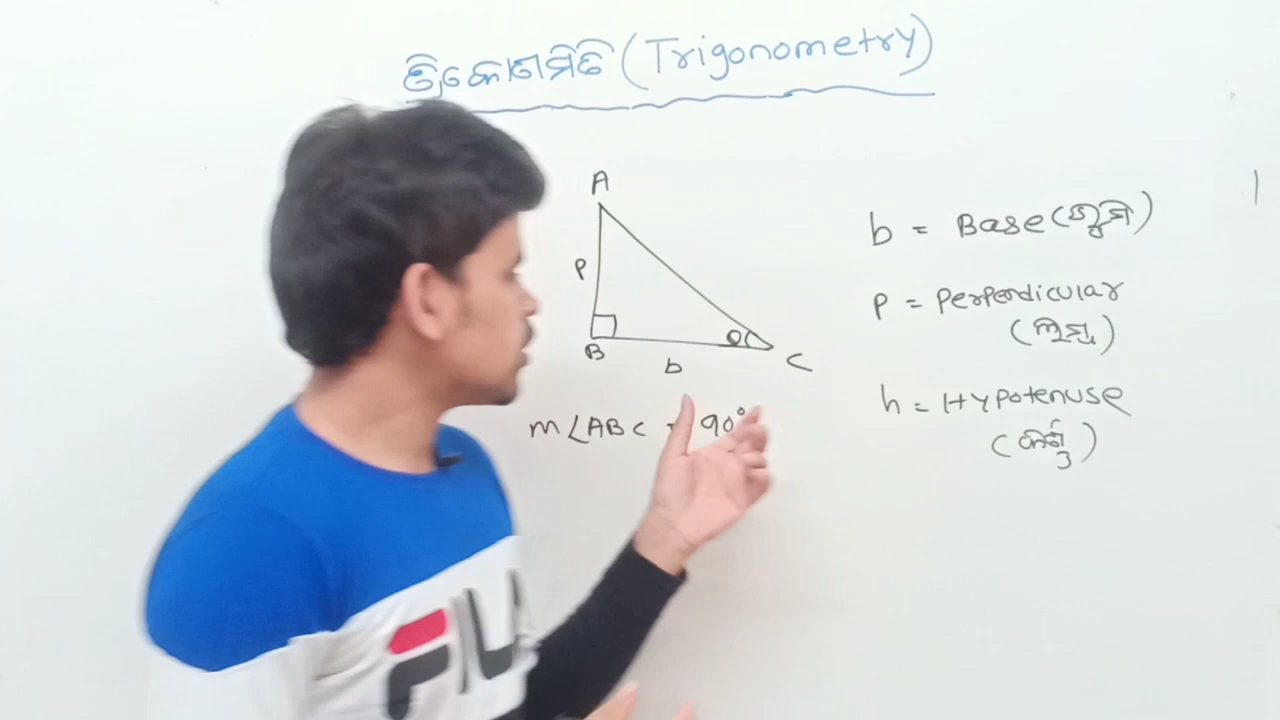 ତ୍ରିକୋଣମିତି (Trigonometry)
A
P
B
b
θ
C
m∠ABC = 90°
b = Base (ଭୂମି)
P = Perpendicular
(ଲମ୍ବ)
h = Hypotenuse
(କର୍ଣ୍ଣ)
FILA